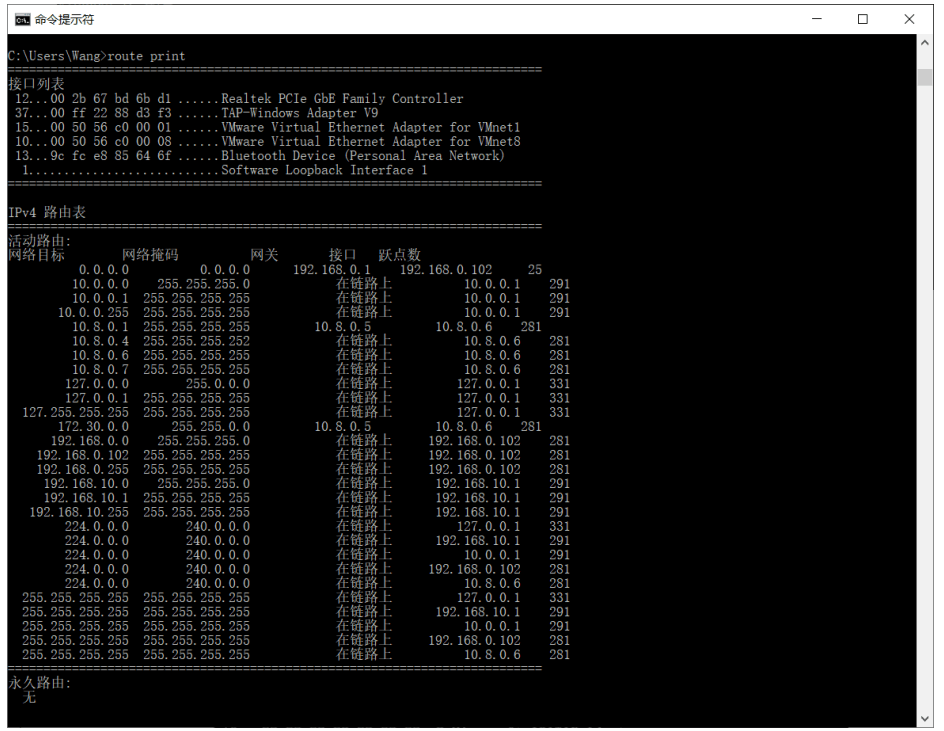 命令提示符
C:\Users\Wang>route print
===========================================================================
接口列表
 12...00 2b 67 bd 6b d1 ......Realtek PCIe GbE Family Controller
 37...00 ff 22 88 d3 f3 ......TAP-Windows Adapter V9
 15...00 50 56 c0 00 01 ......VMware Virtual Ethernet Adapter for VMnet1
 10...00 50 56 c0 00 08 ......VMware Virtual Ethernet Adapter for VMnet8
 13...9c fc e8 85 64 6f ......Bluetooth Device (Personal Area Network)
  1...........................Software Loopback Interface 1
===========================================================================
IPv4 路由表
===========================================================================
活动路由:
网络目标        网络掩码          网关       接口   跃点数
          0.0.0.0          0.0.0.0      192.168.0.1    192.168.0.102     25
         10.0.0.0    255.255.255.0            在链路上          10.0.0.1    291
         10.0.0.1  255.255.255.255            在链路上          10.0.0.1    291
       10.0.0.255  255.255.255.255            在链路上          10.0.0.1    291
         10.8.0.1  255.255.255.255         10.8.0.5         10.8.0.6    281
         10.8.0.4  255.255.255.252            在链路上          10.8.0.6    281
         10.8.0.6  255.255.255.255            在链路上          10.8.0.6    281
         10.8.0.7  255.255.255.255            在链路上          10.8.0.6    281
        127.0.0.0        255.0.0.0            在链路上         127.0.0.1    331
        127.0.0.1  255.255.255.255            在链路上         127.0.0.1    331
  127.255.255.255  255.255.255.255            在链路上         127.0.0.1    331
       172.30.0.0      255.255.0.0         10.8.0.5         10.8.0.6    281
      192.168.0.0    255.255.255.0            在链路上     192.168.0.102    281
    192.168.0.102  255.255.255.255            在链路上     192.168.0.102    281
    192.168.0.255  255.255.255.255            在链路上     192.168.0.102    281
     192.168.10.0    255.255.255.0            在链路上      192.168.10.1    291
     192.168.10.1  255.255.255.255            在链路上      192.168.10.1    291
   192.168.10.255  255.255.255.255            在链路上      192.168.10.1    291
        224.0.0.0        240.0.0.0            在链路上         127.0.0.1    331
        224.0.0.0        240.0.0.0            在链路上      192.168.10.1    291
        224.0.0.0        240.0.0.0            在链路上          10.0.0.1    291
        224.0.0.0        240.0.0.0            在链路上     192.168.0.102    281
        224.0.0.0        240.0.0.0            在链路上          10.8.0.6    281
  255.255.255.255  255.255.255.255            在链路上         127.0.0.1    331
  255.255.255.255  255.255.255.255            在链路上      192.168.10.1    291
  255.255.255.255  255.255.255.255            在链路上          10.0.0.1    291
  255.255.255.255  255.255.255.255            在链路上     192.168.0.102    281
  255.255.255.255  255.255.255.255            在链路上          10.8.0.6    281
===========================================================================
永久路由:
  无